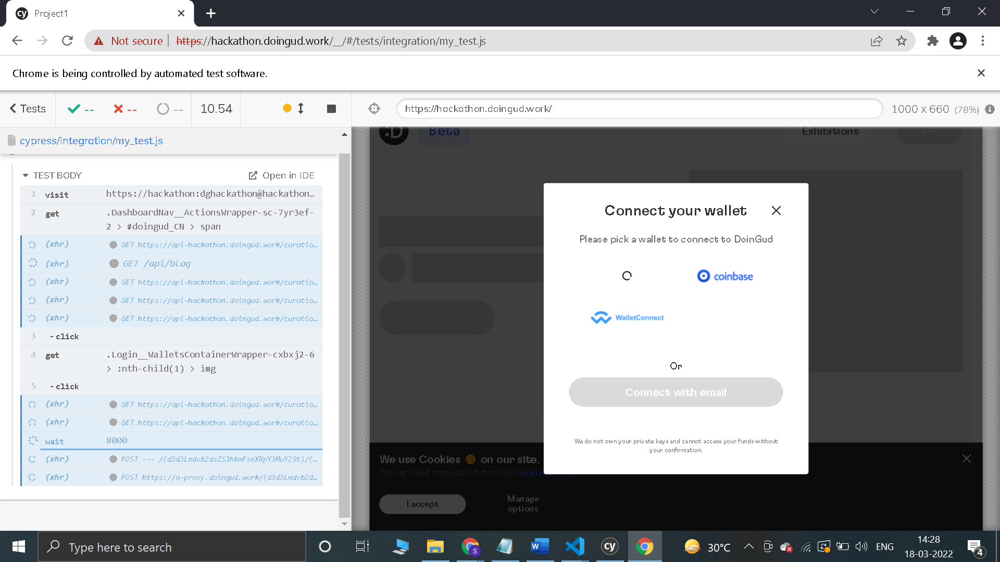 Project1
Not secure
https://hackathon.doingud.work/__/#/tests/integration/my_test.js
Chrome is being controlled by automated test software.
Tests
--
--
--
10.54
https://hackathon.doingud.work/
1000 x 660 (78%)
cypress/integration/my_test.js
TEST BODY
Open in IDE
1 visit https://hackathon:dghackathon@hackathon…
2 get .DashboardNav__ActionsWrapper-sc-7yr3ef-
2 > #doingud_CN > span
(xhr) GET https://api-hackathon.doingud.work/curatio…
(xhr) GET /api/blog
(xhr) GET https://api-hackathon.doingud.work/curatio…
(xhr) GET https://api-hackathon.doingud.work/curatio…
(xhr) GET https://api-hackathon.doingud.work/curatio…
3 -click
4 get .Login__WalletsContainerWrapper-cxbxj2-6
> :nth-child(1) > img
5 -click
(xhr) GET https://api-hackathon.doingud.work/curatio…
(xhr) GET https://api-hackathon.doingud.work/curatio…
wait 8000
(xhr) POST --- /(d3d3Lmdvb2dsZS1hbmFseXRpY3MuY29t)/(…
(xhr) POST https://a-proxy.doingud.work/(d3d3Lmdvb2d…
:D
Beta
Exhibitions
Connect your wallet
Please pick a wallet to connect to DoinGud
coinbase
WalletConnect
Or
Connect with email
We do not own your private keys and cannot access your funds without
your confirmation.
We use Cookies 🍪 on our site.
You can read more about it on our cookies policy.
I accept
Manage
options
Type here to search
30°C
ENG
14:28
18-03-2022
4